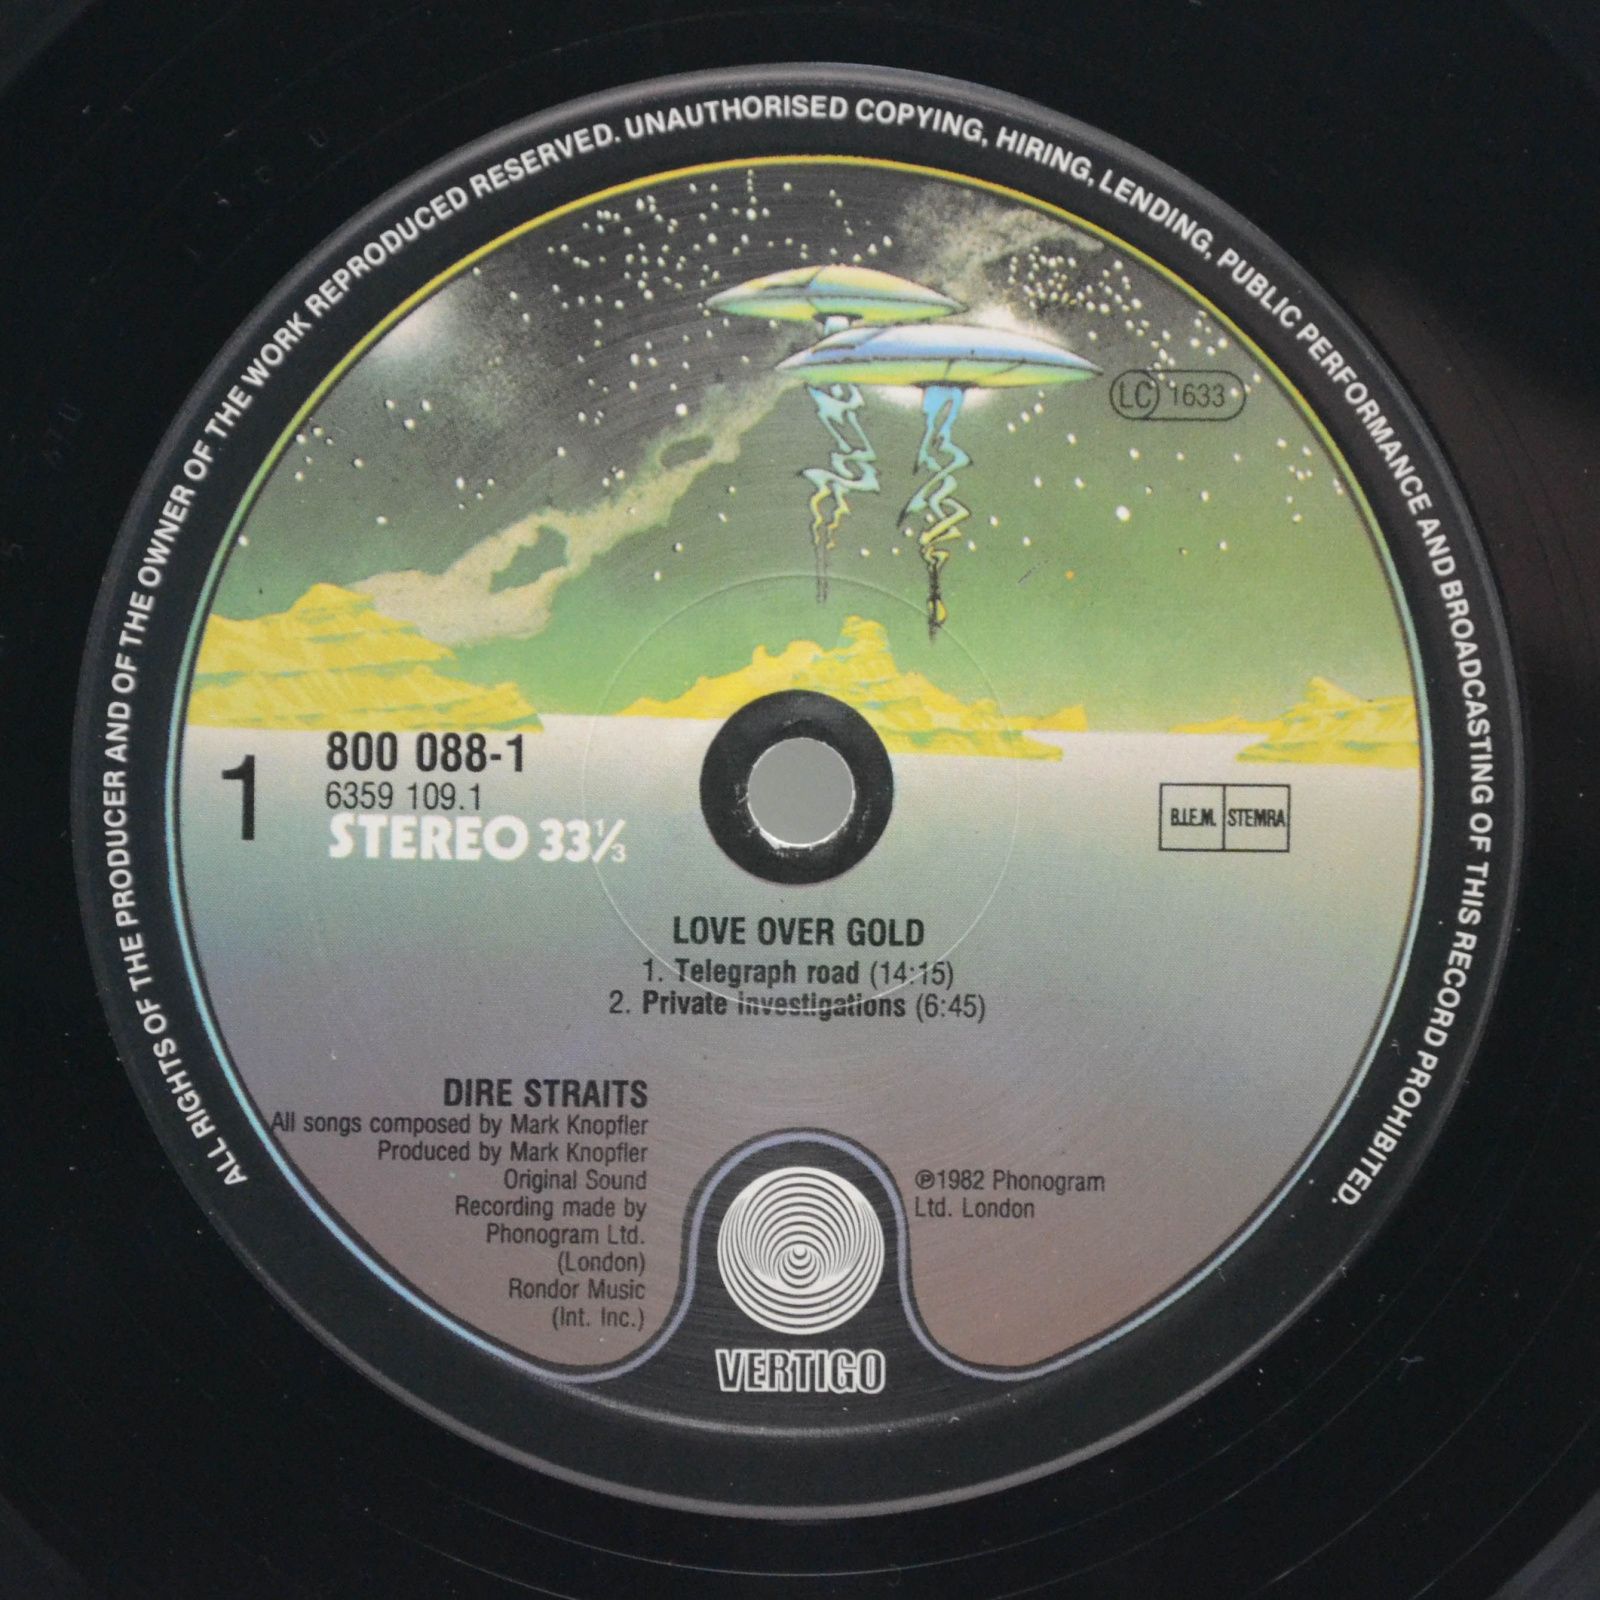 ALL RIGHTS OF THE PRODUCER AND OF THE OWNER OF THE WORK REPRODUCED RESERVED. UNAUTHORISED COPYING, HIRING, LENDING, PUBLIC PERFORMANCE AND BROADCASTING OF THIS RECORD PROHIBITED.
LC 1633
1
800 088-1
6359 109.1
STEREO 33⅓
B.I.E.M. STEMRA
LOVE OVER GOLD
1. Telegraph road (14:15)
2. Private investigations (6:45)
DIRE STRAITS
All songs composed by Mark Knopfler
Produced by Mark Knopfler
Original Sound
Recording made by
Phonogram Ltd.
(London)
Rondor Music
(Int. Inc.)
℗1982 Phonogram
Ltd. London
VERTIGO